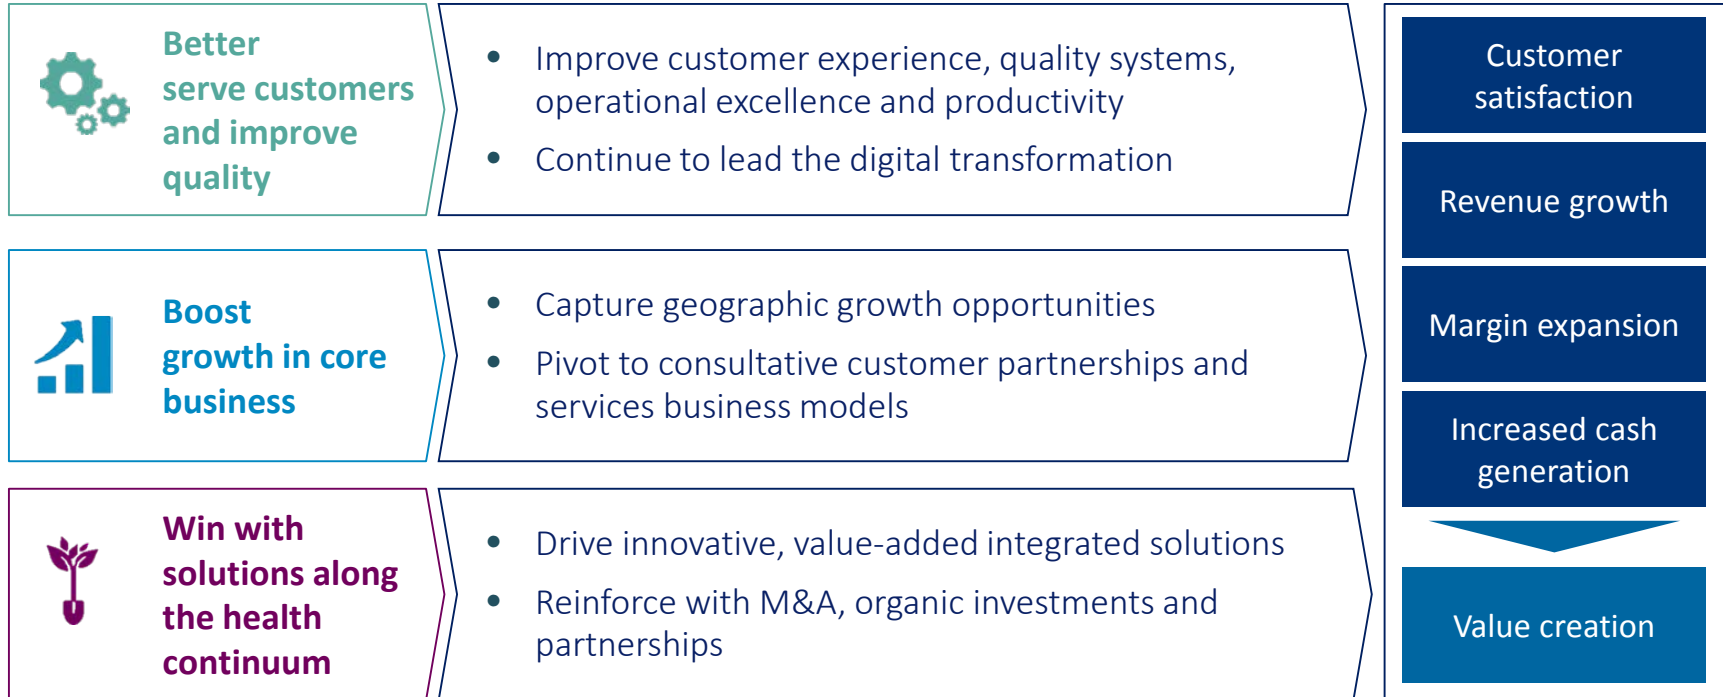 Better
serve customers
and improve
quality
• Improve customer experience, quality systems,
operational excellence and productivity
• Continue to lead the digital transformation
Boost
growth in core
business
• Capture geographic growth opportunities
• Pivot to consultative customer partnerships and
services business models
Win with
solutions along
the health
continuum
• Drive innovative, value-added integrated solutions
• Reinforce with M&A, organic investments and
partnerships
Customer
satisfaction
Revenue growth
Margin expansion
Increased cash
generation
Value creation